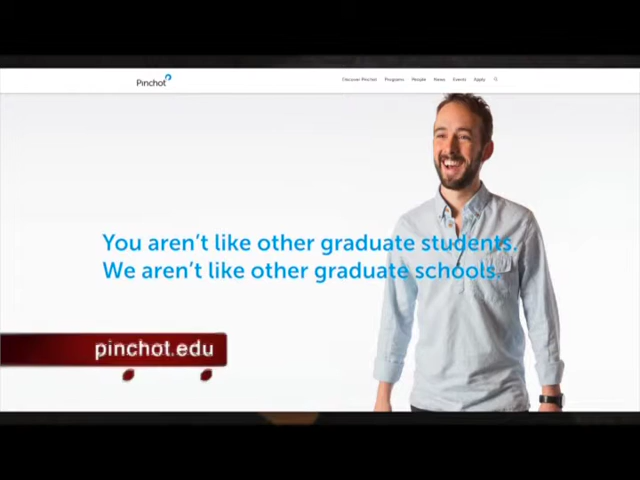 Pinchot
Discover Pinchot Programs People News Events Apply
You aren't like other graduate students.
We aren't like other graduate schools.
pinchot.edu